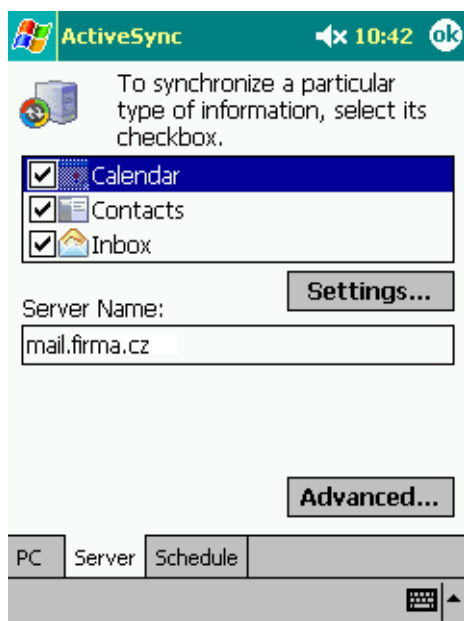 ActiveSync 10:42 ok
To synchronize a particular
type of information, select its
checkbox.
Calendar
Contacts
Inbox
Settings...
Server Name:
mail.firma.cz
Advanced...
PC Server Schedule